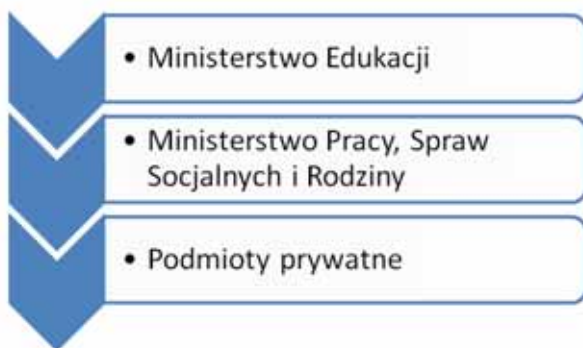 • Ministerstwo Edukacji
• Ministerstwo Pracy, Spraw
Socjalnych i Rodziny
• Podmioty prywatne